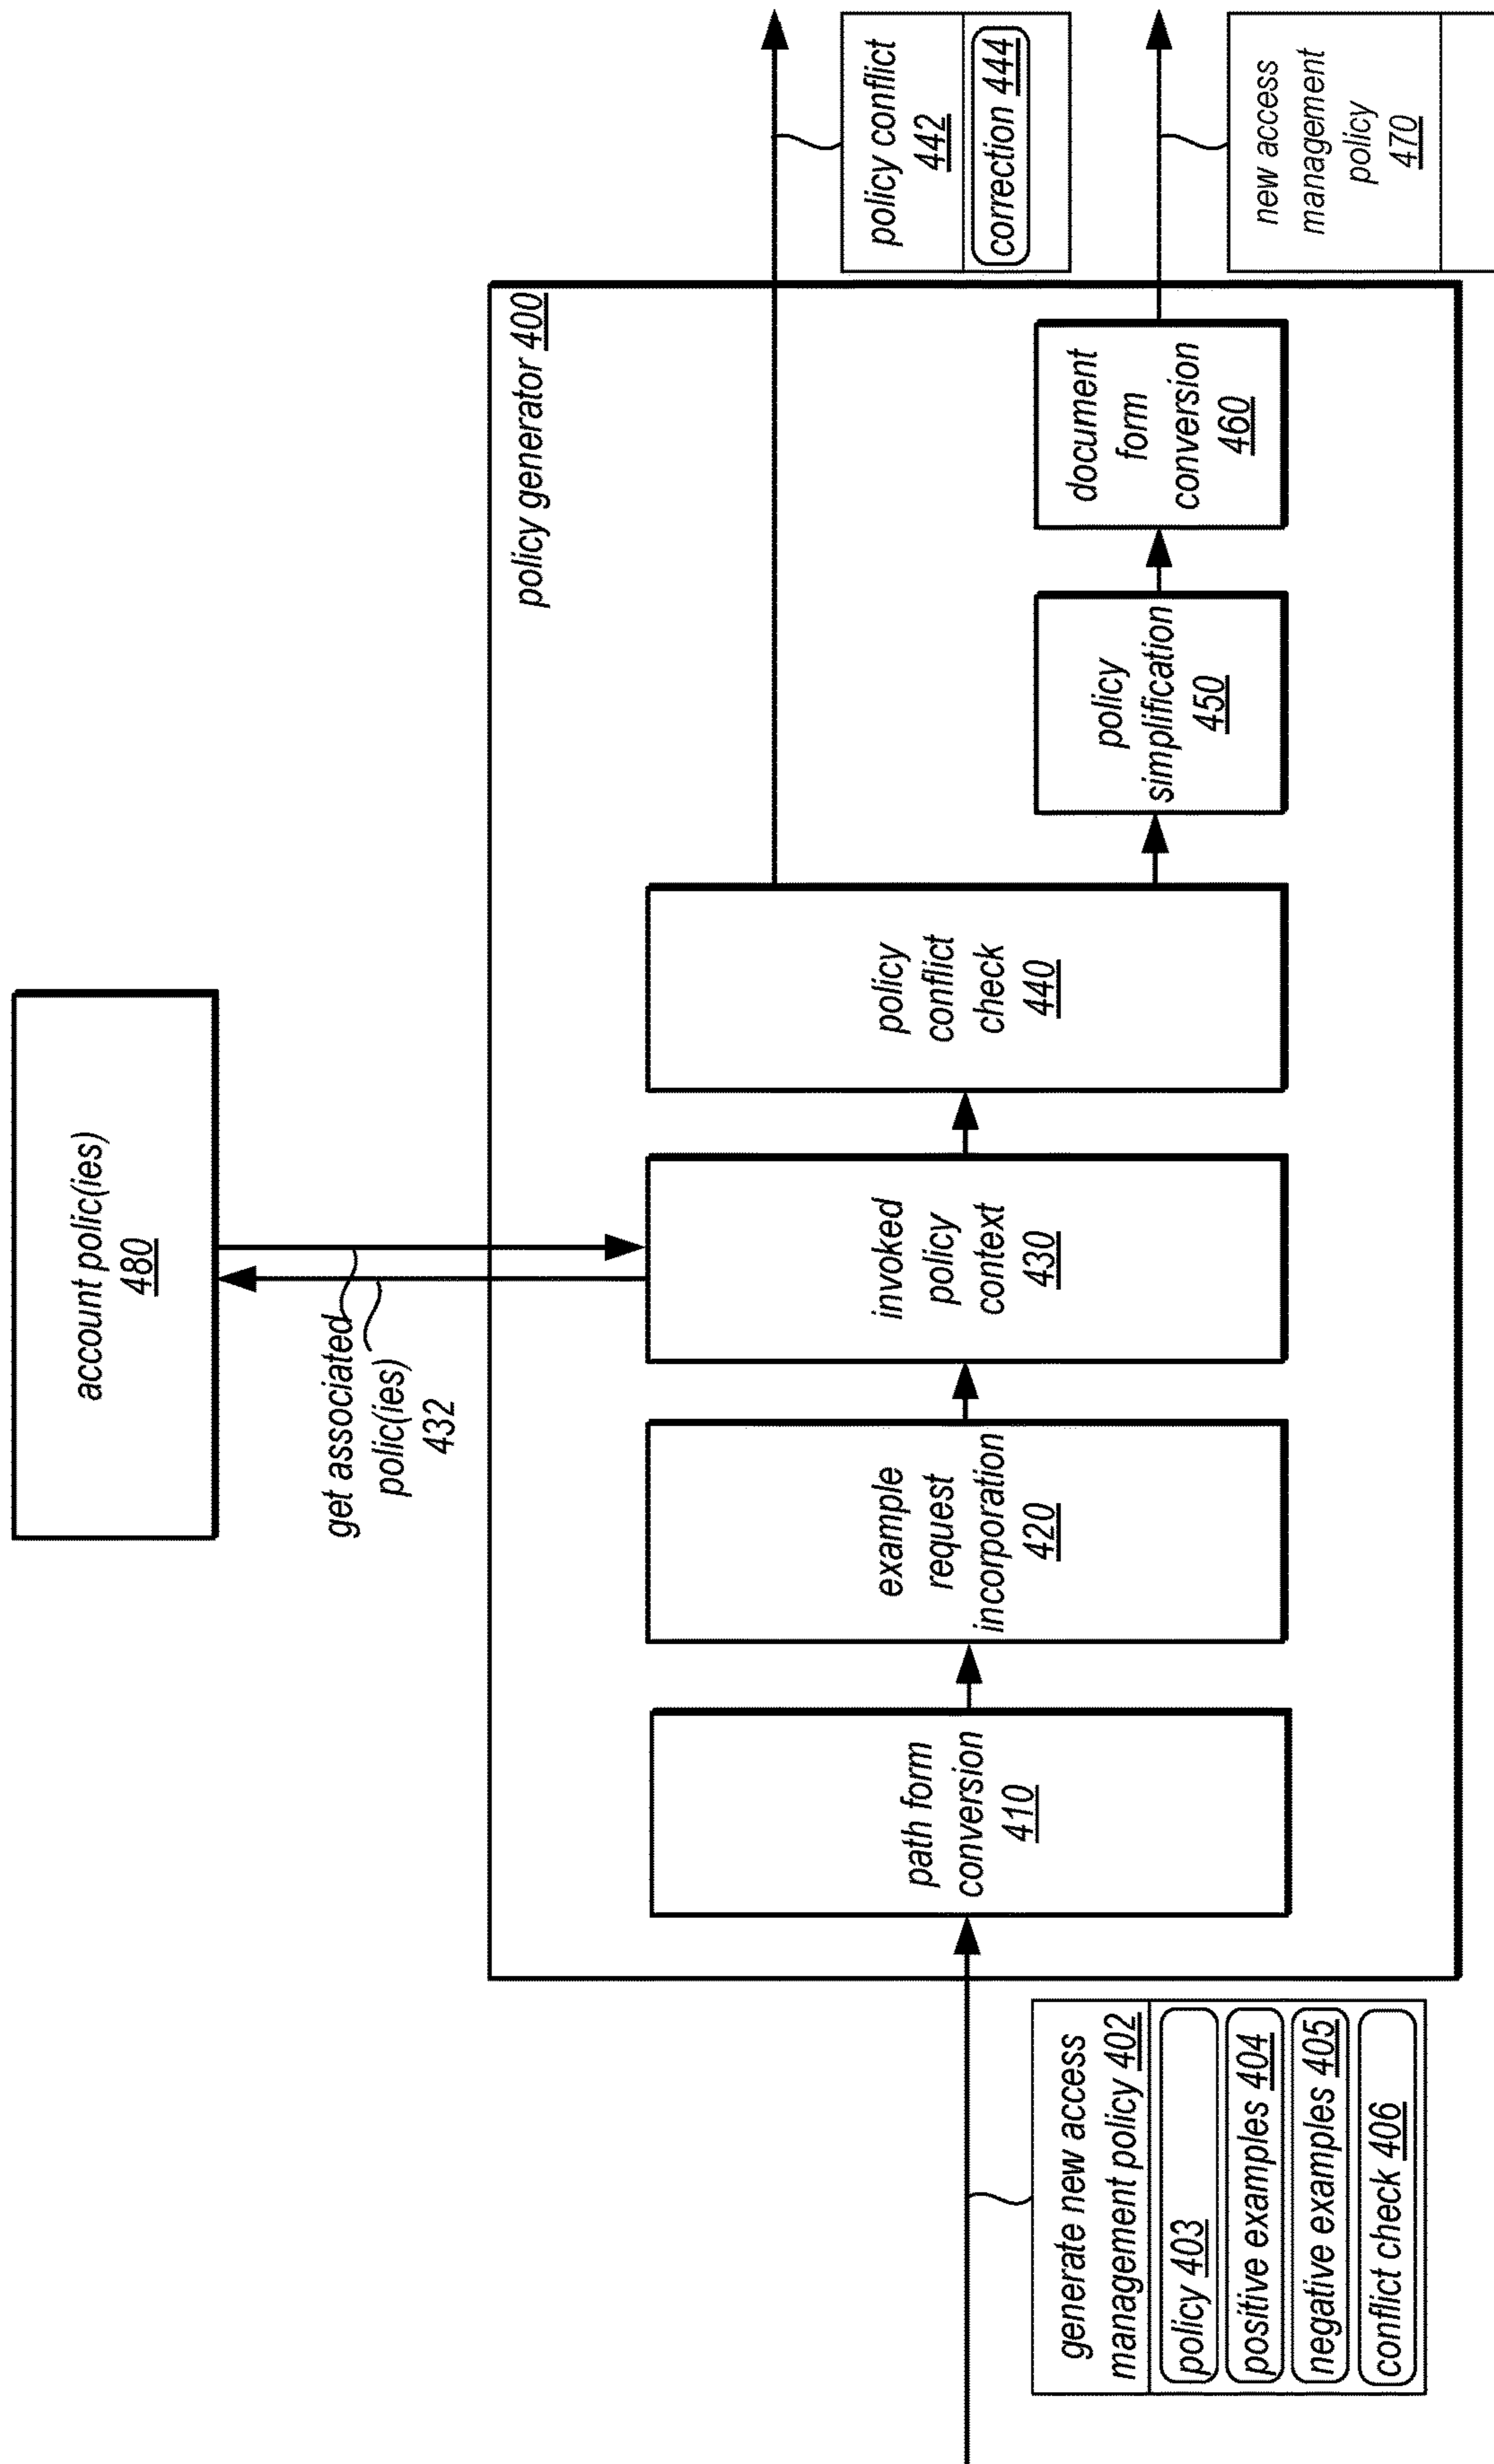 account polic(ies)
480
get associated
polic(ies)
432
policy generator 400
generate new access
management policy 402
policy 403
positive examples 404
negative examples 405
conflict check 406
path form
conversion
410
example
request
incorporation
420
invoked
policy
context
430
policy
conflict
check
440
policy
simplification
450
document
form
conversion
460
policy conflict
442
correction 444
new access
management
policy
470